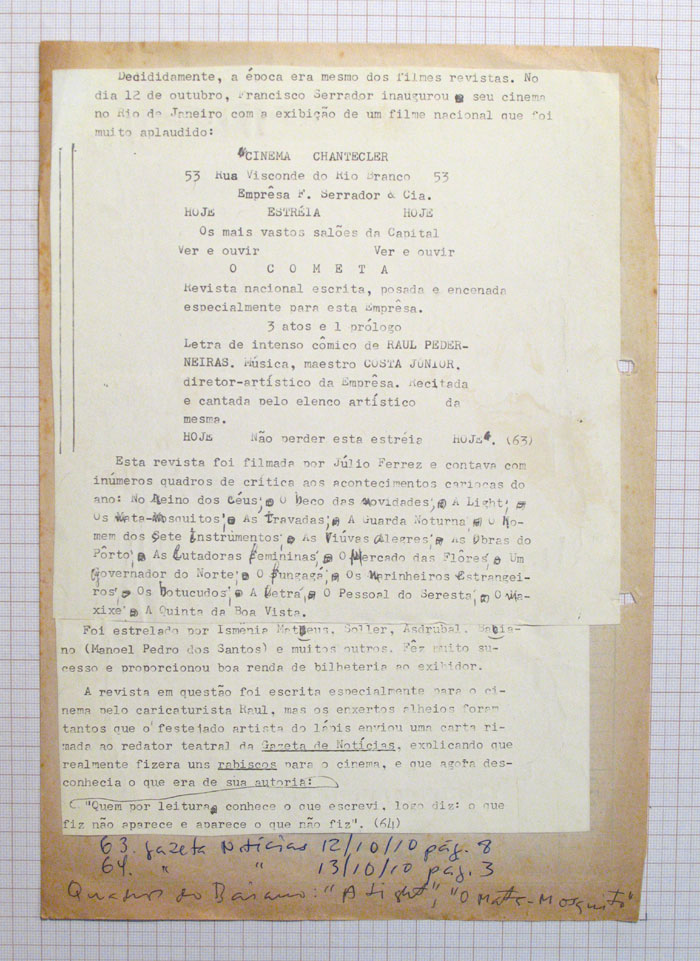 Decididamente, a época era mesmo dos filmes revistas. No
dia 12 de outubro, Francisco Serrador inaugurou seu cinema
no Rio de Janeiro com a exibição de um filme nacional que foi
muito aplaudido:
"CINEMA CHANTECLER
53 Rua Visconde do Rio Branco 53
Emprêsa F. Serrador & Cia.
HOJE ESTRÉIA HOJE
Os mais vastos salões da Capital
Ver e ouvir Ver e ouvir
O C O M E T A
Revista nacional escrita, posada e encenada
especialmente para esta Emprêsa.
3 atos e 1 prólogo
Letra de intenso cômico de RAUL PEDER-
NEIRAS. Música, maestro COSTA JÚNIOR,
diretor-artístico da Emprêsa. Recitada
e cantada pelo elenco artístico da
mesma.
HOJE Não perder esta estréia HOJE". (63)
Esta revista foi filmada por Júlio Ferrez e contava com
inúmeros quadros de crítica aos acontecimentos cariocas do
ano: No Reino dos Céus; O Beco das Novidades; A Light;
Os Mata-Mosquitos; As Travadas; A Guarda Noturna; O Ho-
mem dos Sete Instrumentos; As Viúvas Alegres; As Obras do
Pôrto; As Lutadoras Femininas; O Mercado das Flôres; Um
Governador do Norte; O Pungagá; Os Marinheiros Estrangei-
ros; Os Botucudos; A Letra; O Pessoal do Seresta; O Ma-
xixe; A Quinta da Boa Vista.
Foi estrelado por Ismênia Matheus, Soller, Asdrubal, Bahia-
no (Manoel Pedro dos Santos) e muitos outros. Fêz muito su-
cesso e proporcionou boa renda de bilheteria ao exibidor.
A revista em questão foi escrita especialmente para o ci-
nema pelo caricaturista Raul, mas os enxertos alheios foram
tantos que o festejado artista do lápis enviou uma carta ri-
mada ao redator teatral da Gazeta de Notícias, explicando que
realmente fizera uns rabiscos para o cinema, e que agora des-
conhecia o que era de sua autoria:
"Quem por leitura conhece o que escrevi, logo diz: o que
fiz não aparece e aparece o que não fiz". (64)
63. Gazeta Notícias 12/10/10 pág. 8
64. " " 13/10/10 pág. 3
Quadros do Baiano: "A Light", "O Mata-Mosquito"